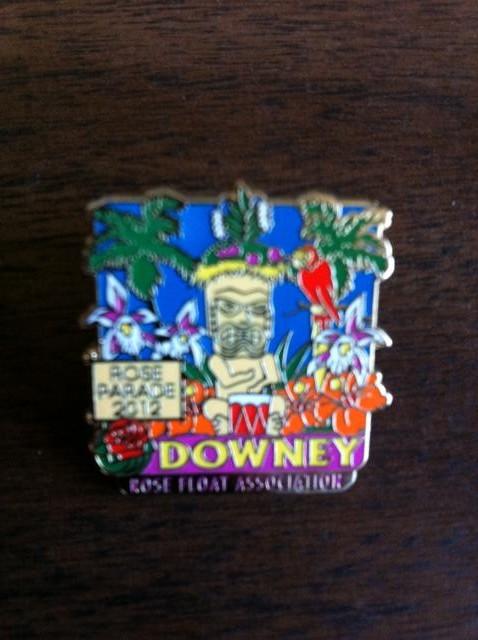 ROSE
PARADE
2012
DOWNEY
ROSE FLOAT ASSOCIATION